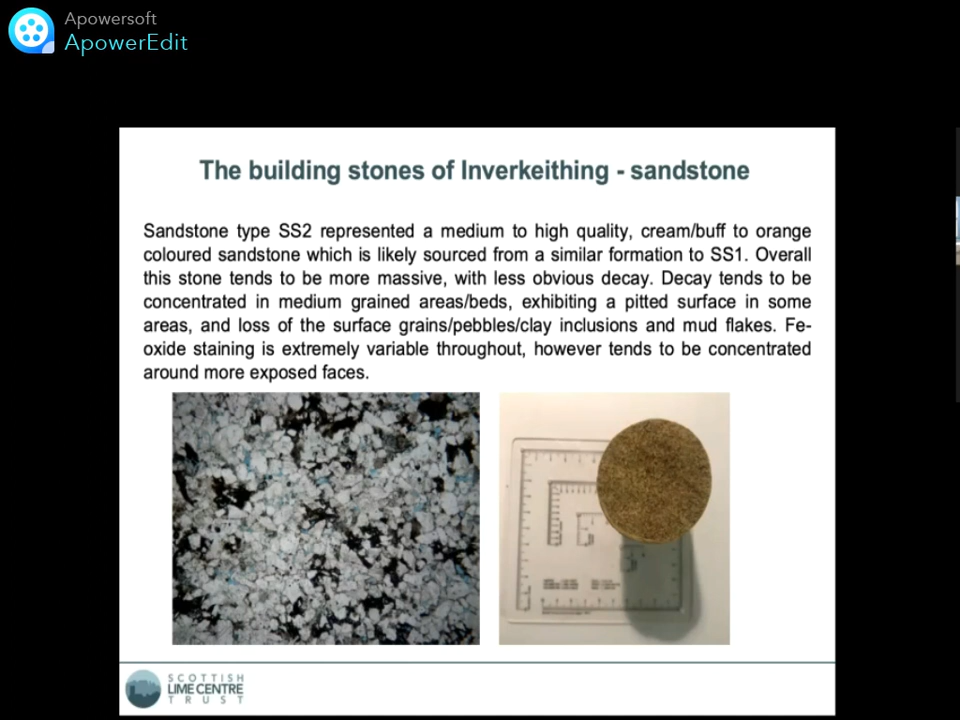 Apowersoft
ApowerEdit
The building stones of Inverkeithing - sandstone
Sandstone type SS2 represented a medium to high quality, cream/buff to orange
coloured sandstone which is likely sourced from a similar formation to SS1. Overall
this stone tends to be more massive, with less obvious decay. Decay tends to be
concentrated in medium grained areas/beds, exhibiting a pitted surface in some
areas, and loss of the surface grains/pebbles/clay inclusions and mud flakes. Fe-
oxide staining is extremely variable throughout, however tends to be concentrated
around more exposed faces.
SCOTTISH
LIME CENTRE
TRUST